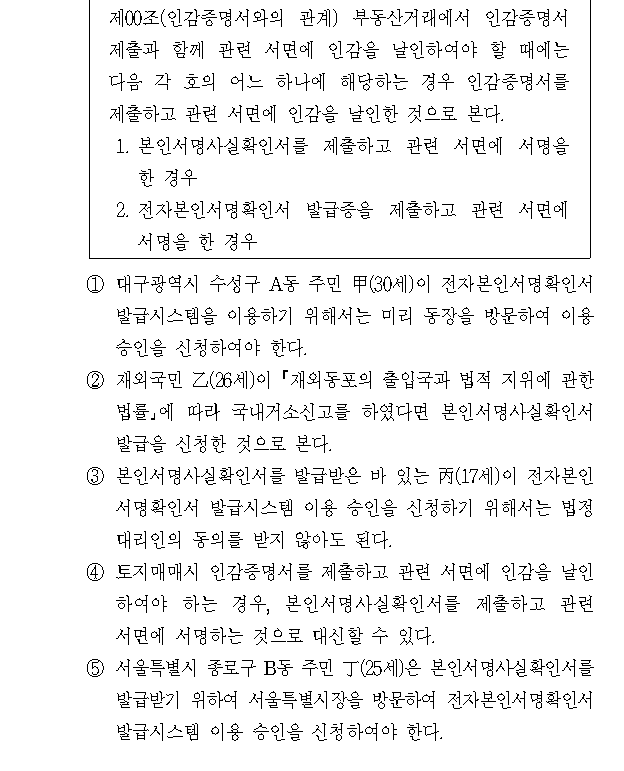 제00조(인감증명서와의 관계) 부동산거래에서 인감증명서
제출과 함께 관련 서면에 인감을 날인하여야 할 때에는
다음 각 호의 어느 하나에 해당하는 경우 인감증명서를
제출하고 관련 서면에 인감을 날인한 것으로 본다.
1. 본인서명사실확인서를 제출하고 관련 서면에 서명을
한 경우
2. 전자본인서명확인서 발급증을 제출하고 관련 서면에
서명을 한 경우
① 대구광역시 수성구 A동 주민 甲(30세)이 전자본인서명확인서
발급시스템을 이용하기 위해서는 미리 동장을 방문하여 이용
승인을 신청하여야 한다.
② 재외국민 乙(26세)이 「재외동포의 출입국과 법적 지위에 관한
법률」에 따라 국내거소신고를 하였다면 본인서명사실확인서
발급을 신청한 것으로 본다.
③ 본인서명사실확인서를 발급받은 바 있는 丙(17세)이 전자본인
서명확인서 발급시스템 이용 승인을 신청하기 위해서는 법정
대리인의 동의를 받지 않아도 된다.
④ 토지매매시 인감증명서를 제출하고 관련 서면에 인감을 날인
하여야 하는 경우, 본인서명사실확인서를 제출하고 관련
서면에 서명하는 것으로 대신할 수 있다.
⑤ 서울특별시 종로구 B동 주민 丁(25세)은 본인서명사실확인서를
발급받기 위하여 서울특별시장을 방문하여 전자본인서명확인서
발급시스템 이용 승인을 신청하여야 한다.